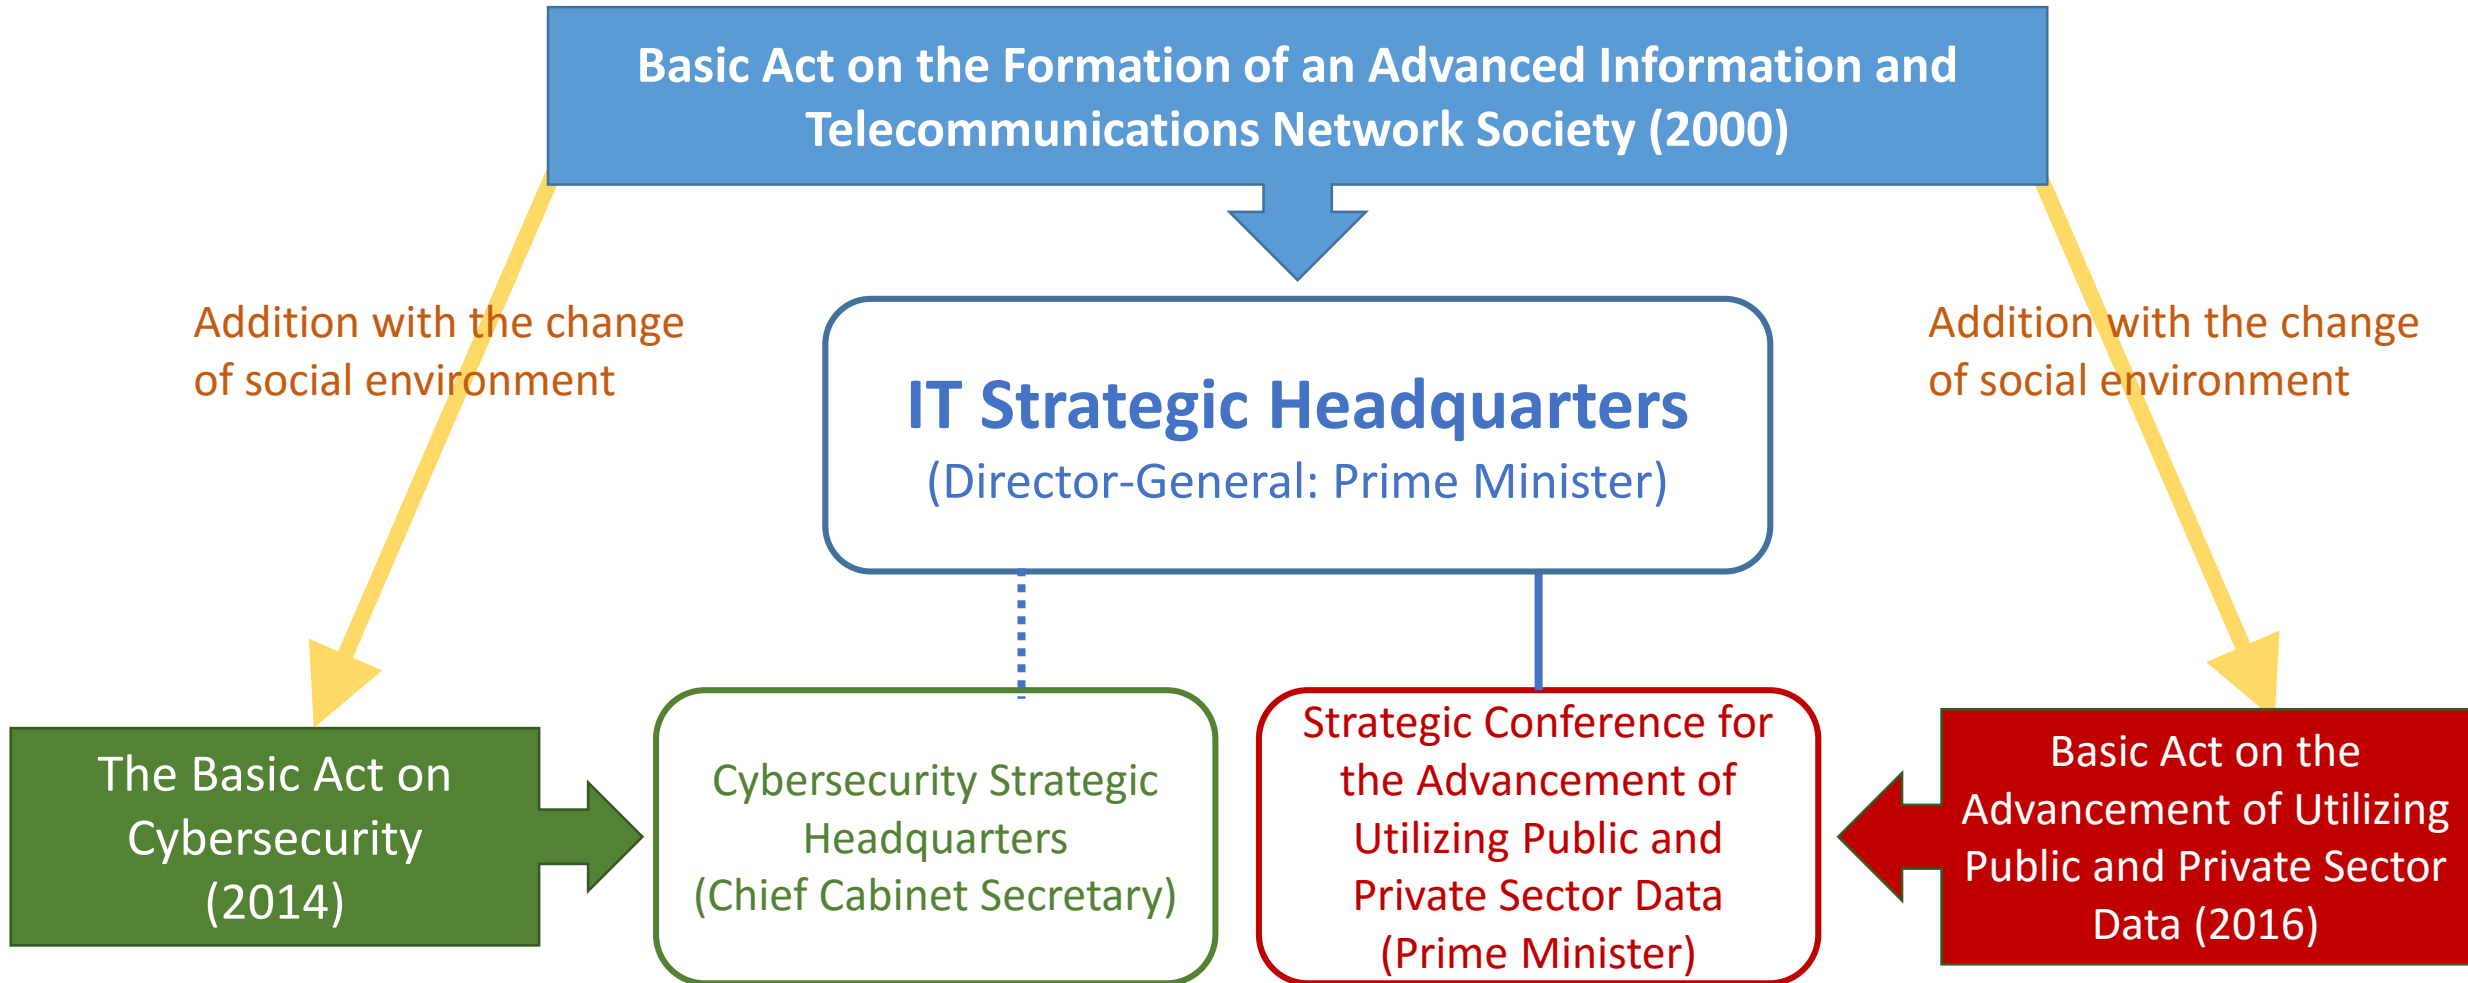 Basic Act on the Formation of an Advanced Information and
Telecommunications Network Society (2000)
Addition with the change
of social environment
Addition with the change
of social environment
IT Strategic Headquarters
(Director-General: Prime Minister)
The Basic Act on
Cybersecurity
(2014)
Cybersecurity Strategic
Headquarters
(Chief Cabinet Secretary)
Strategic Conference for
the Advancement of
Utilizing Public and
Private Sector Data
(Prime Minister)
Basic Act on the
Advancement of Utilizing
Public and Private Sector
Data (2016)